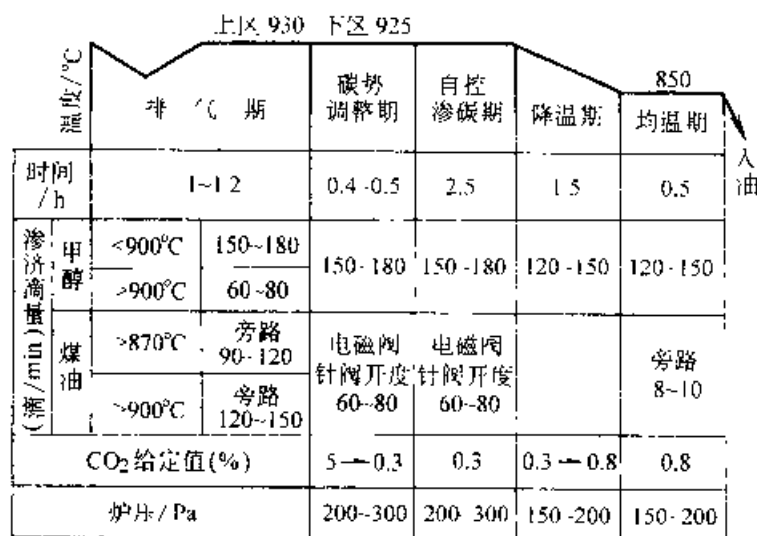 上区 930 下区 925
温度/°C
排 气 期
碳势
调整期
自控
渗碳期
降温期
850
均温期
入油
时间
/h
1~1.2
0.4-0.5
2.5
1.5
0.5
渗济滴量
(滴/min)
甲醇
<900°C
150~180
>900°C
60~80
150-180
150-180
120-150
120-150
煤油
>870°C
旁路
90~120
>900°C
旁路
120~150
电磁阀
针阀开度
60~80
电磁阀
针阀开度
60~80
旁路
8~10
CO2给定值(%)
5→0.3
0.3
0.3→0.8
0.8
炉压/Pa
200~300
200-300
150-200
150-200